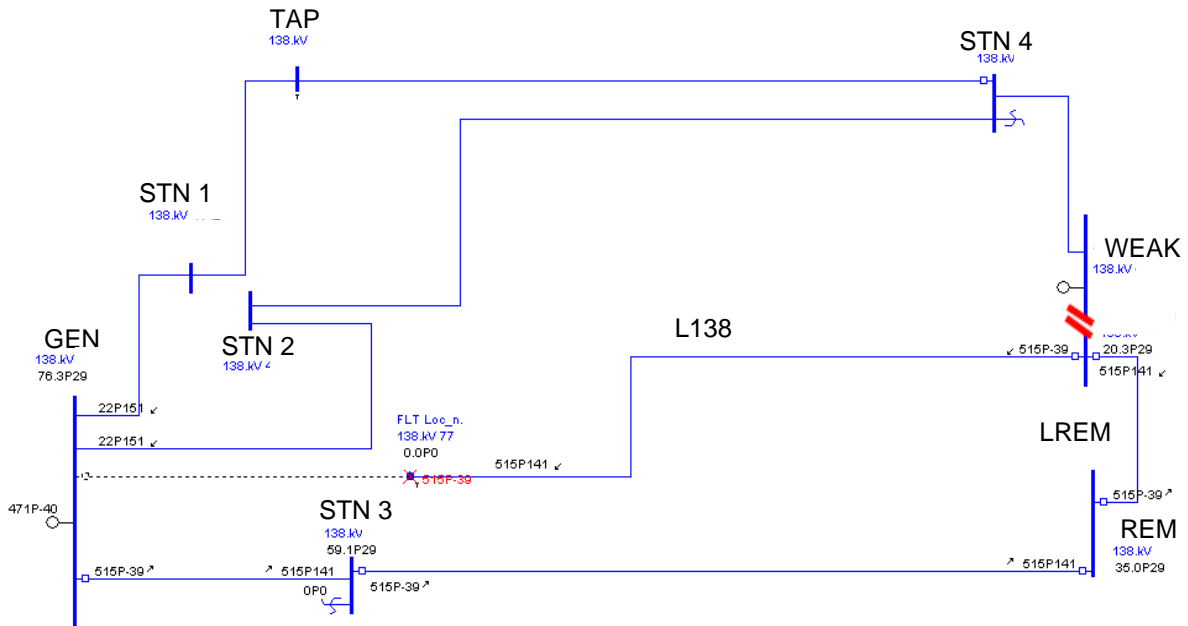 TAP
138.kV
STN 4
138.kV
STN 1
138.kV
WEAK
138.kV
L138
GEN
138.kV
76.3P29
STN 2
138.kV 4
515P-39
20.3P29
515P141
22P151
FLT Loc_n.
138.kV 77
0.0P0
LREM
22P151
515P141
515P-39
515P-39
471P-40
STN 3
138.kV
59.1P29
REM
138.kV
35.0P29
515P-39
515P141
0P0
515P-39
515P141